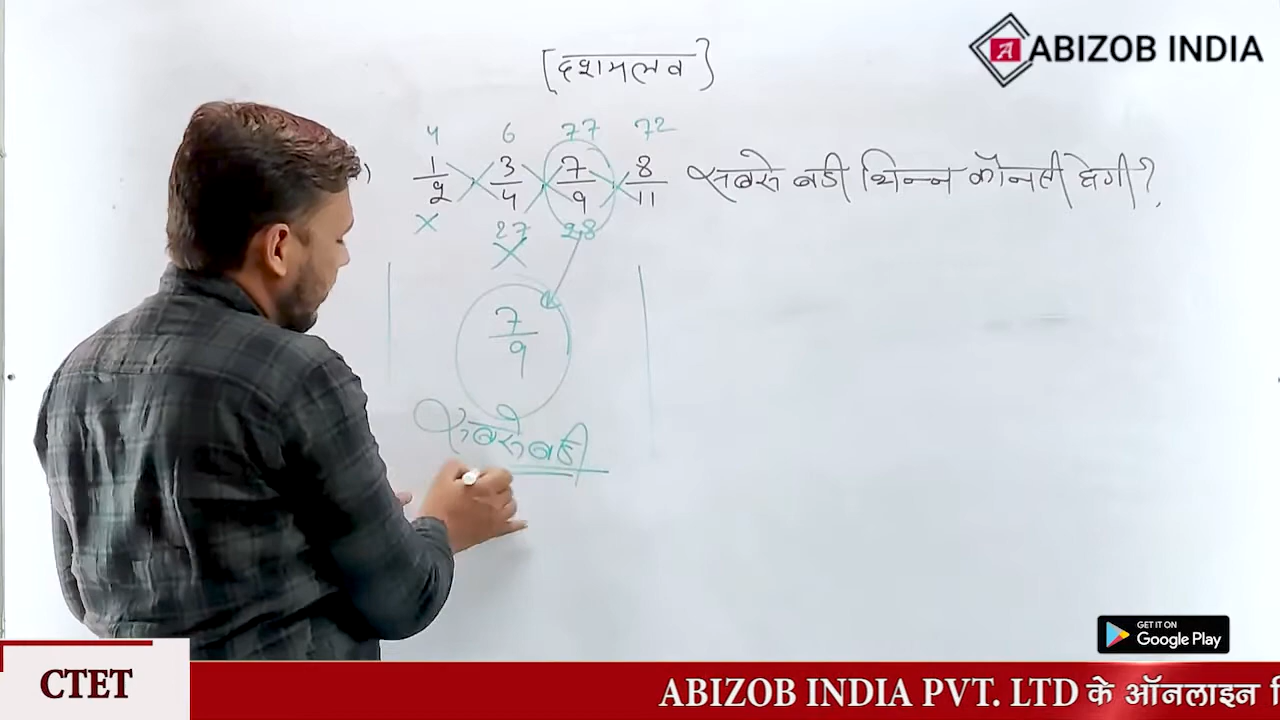 ABIZOB INDIA
[दशमलव]
4 6 77 72
1/2 3/4 7/9 8/11 सबसे बडी भिन्न कौनसी होगी?
× 27 28
×
7/9
सबसे बडी
GET IT ON
Google Play
CTET
ABIZOB INDIA PVT. LTD के ऑनलाइन